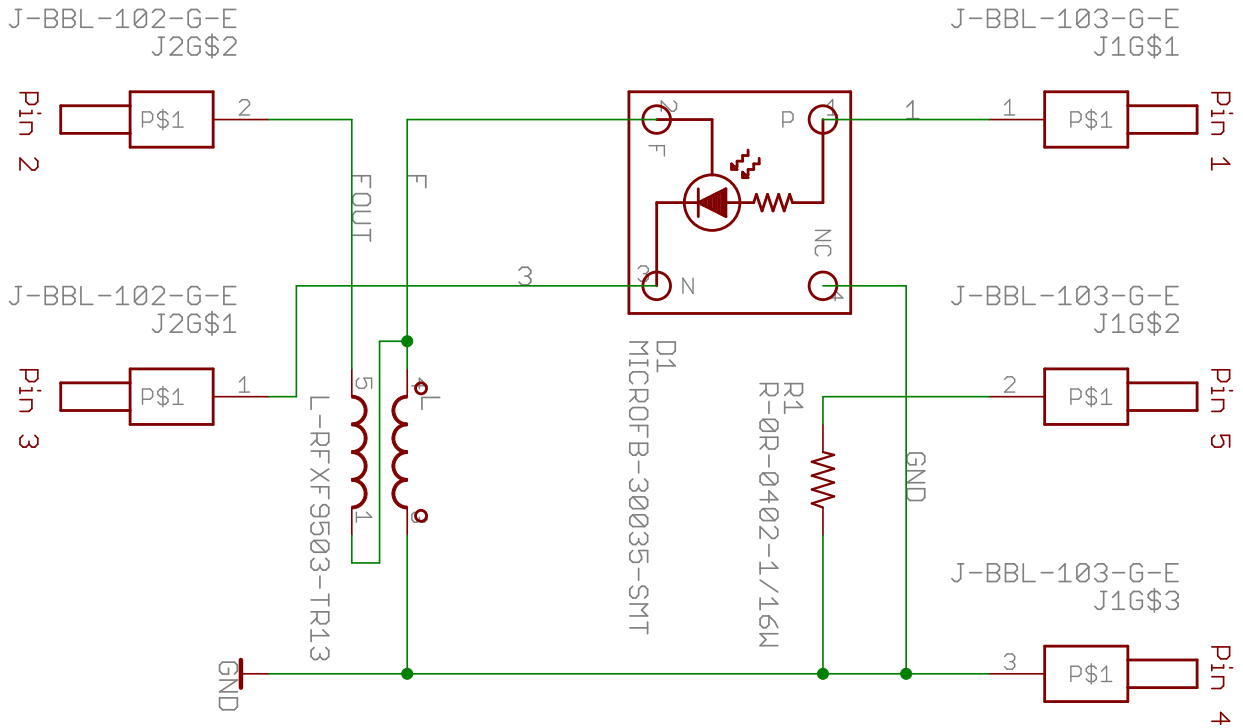 J-BBL-102-G-E
J2G$2
Pin 2
P$1
2
J-BBL-103-G-E
J1G$1
1
1
P$1
Pin 1
2
F
P
1
NC
3
N
4
FOUT
F
3
J-BBL-102-G-E
J2G$1
Pin 3
P$1
1
J-BBL-103-G-E
J1G$2
2
P$1
Pin 5
D1
MICROFB-30035-SMT
R1
R-0R-0402-1/16W
GND
5
1
4
6
L
L-RFXF9503-TR13
J-BBL-103-G-E
J1G$3
3
P$1
Pin 4
GND